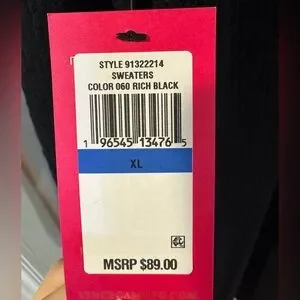 STYLE 91322214
SWEATERS
COLOR 060 RICH BLACK
1 96545 13476 5
XL
MSRP $89.00